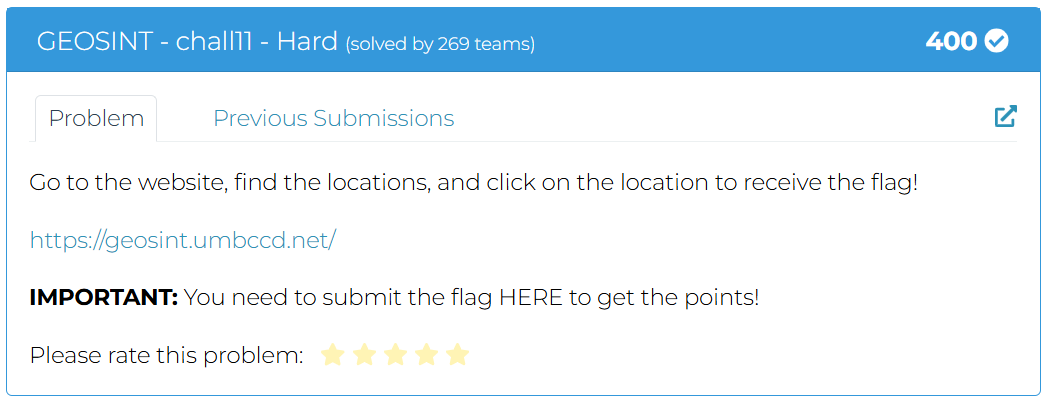 GEOSINT - chall11 - Hard (solved by 269 teams) 400
Problem Previous Submissions
Go to the website, find the locations, and click on the location to receive the flag!
https://geosint.umbccd.net/
IMPORTANT: You need to submit the flag HERE to get the points!
Please rate this problem: